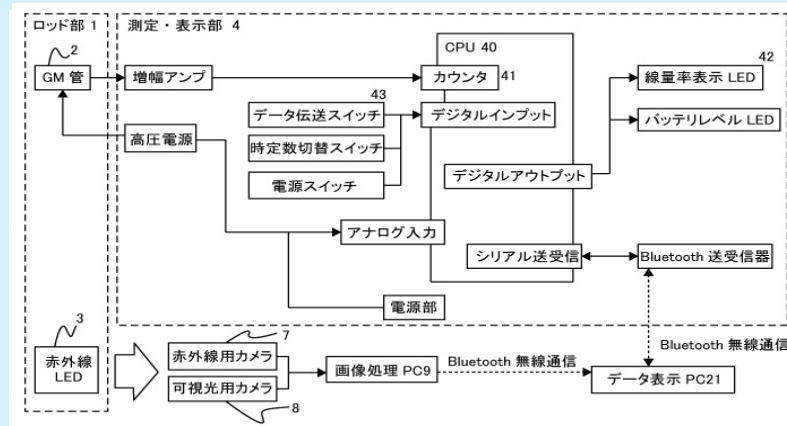 ロッド部 1
測定・表示部 4
CPU 40
2
GM 管
増幅アンプ
カウンタ
41
42
線量率表示 LED
43
データ伝送スイッチ
デジタルインプット
バッテリレベル LED
高圧電源
時定数切替スイッチ
電源スイッチ
デジタルアウトプット
アナログ入力
シリアル送受信
Bluetooth 送受信器
電源部
3
赤外線
LED
7
赤外線用カメラ
可視光用カメラ
8
画像処理 PC9
Bluetooth 無線通信
Bluetooth 無線通信
データ表示 PC21